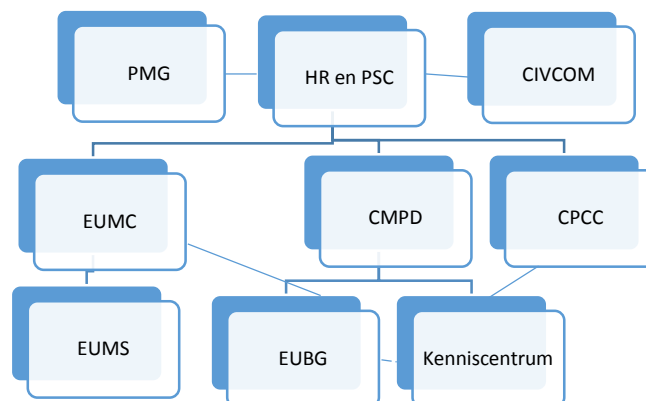 PMG
HR en PSC
CIVCOM
EUMC
CMPD
CPCC
EUMS
EUBG
Kenniscentrum